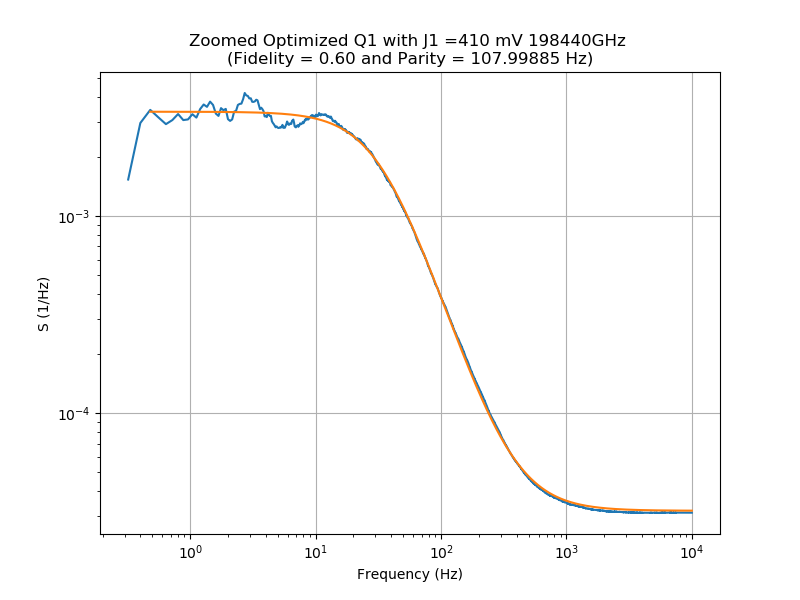 Zoomed Optimized Q1 with J1 =410 mV 198440GHz
(Fidelity = 0.60 and Parity = 107.99885 Hz)
S (1/Hz)
10⁻³
10⁻⁴
10⁰ 10¹ 10² 10³ 10⁴
Frequency (Hz)